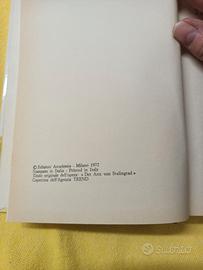 © Edizioni Accademia - Milano 1972
Stampato in Italia - Printed in Italy
Titolo originale dell'opera: « Der Arzt von Stalingrad »
Copertina dell'Agenzia TREND
subito